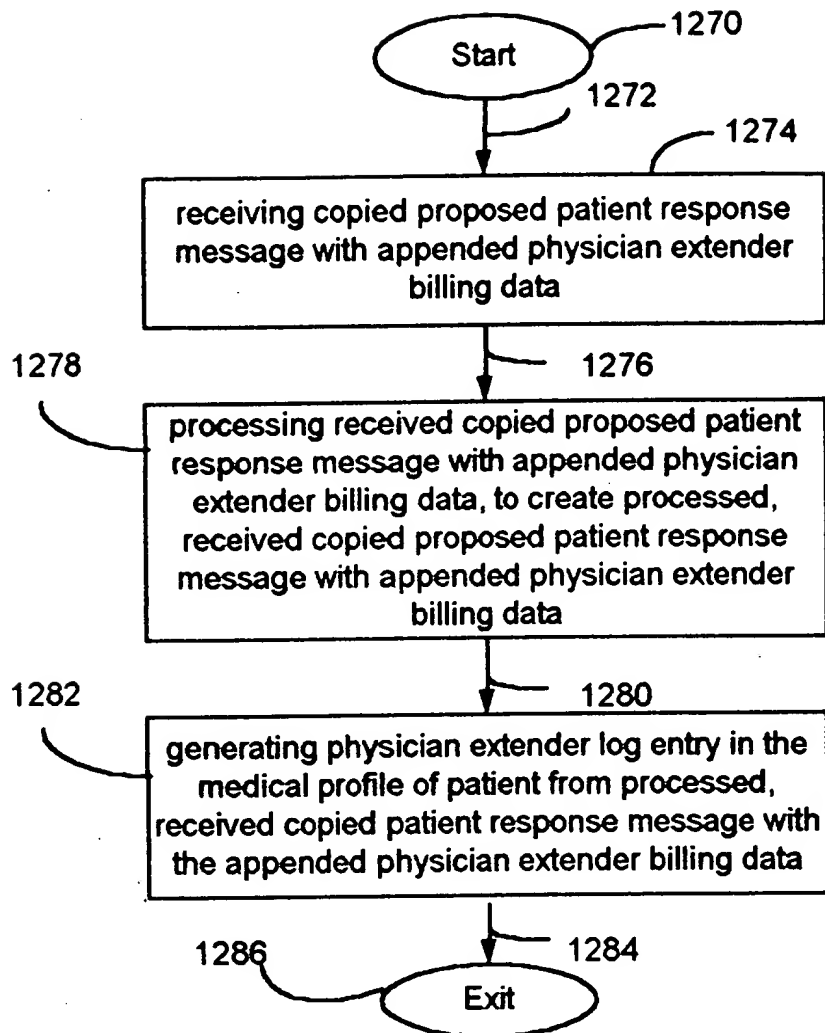 Start
1270
1272
1274
receiving copied proposed patient response
message with appended physician extender
billing data
1276
1278
processing received copied proposed patient
response message with appended physician
extender billing data, to create processed,
received copied proposed patient response
message with appended physician extender
billing data
1280
1282
generating physician extender log entry in the
medical profile of patient from processed,
received copied patient response message with
the appended physician extender billing data
1284
1286
Exit